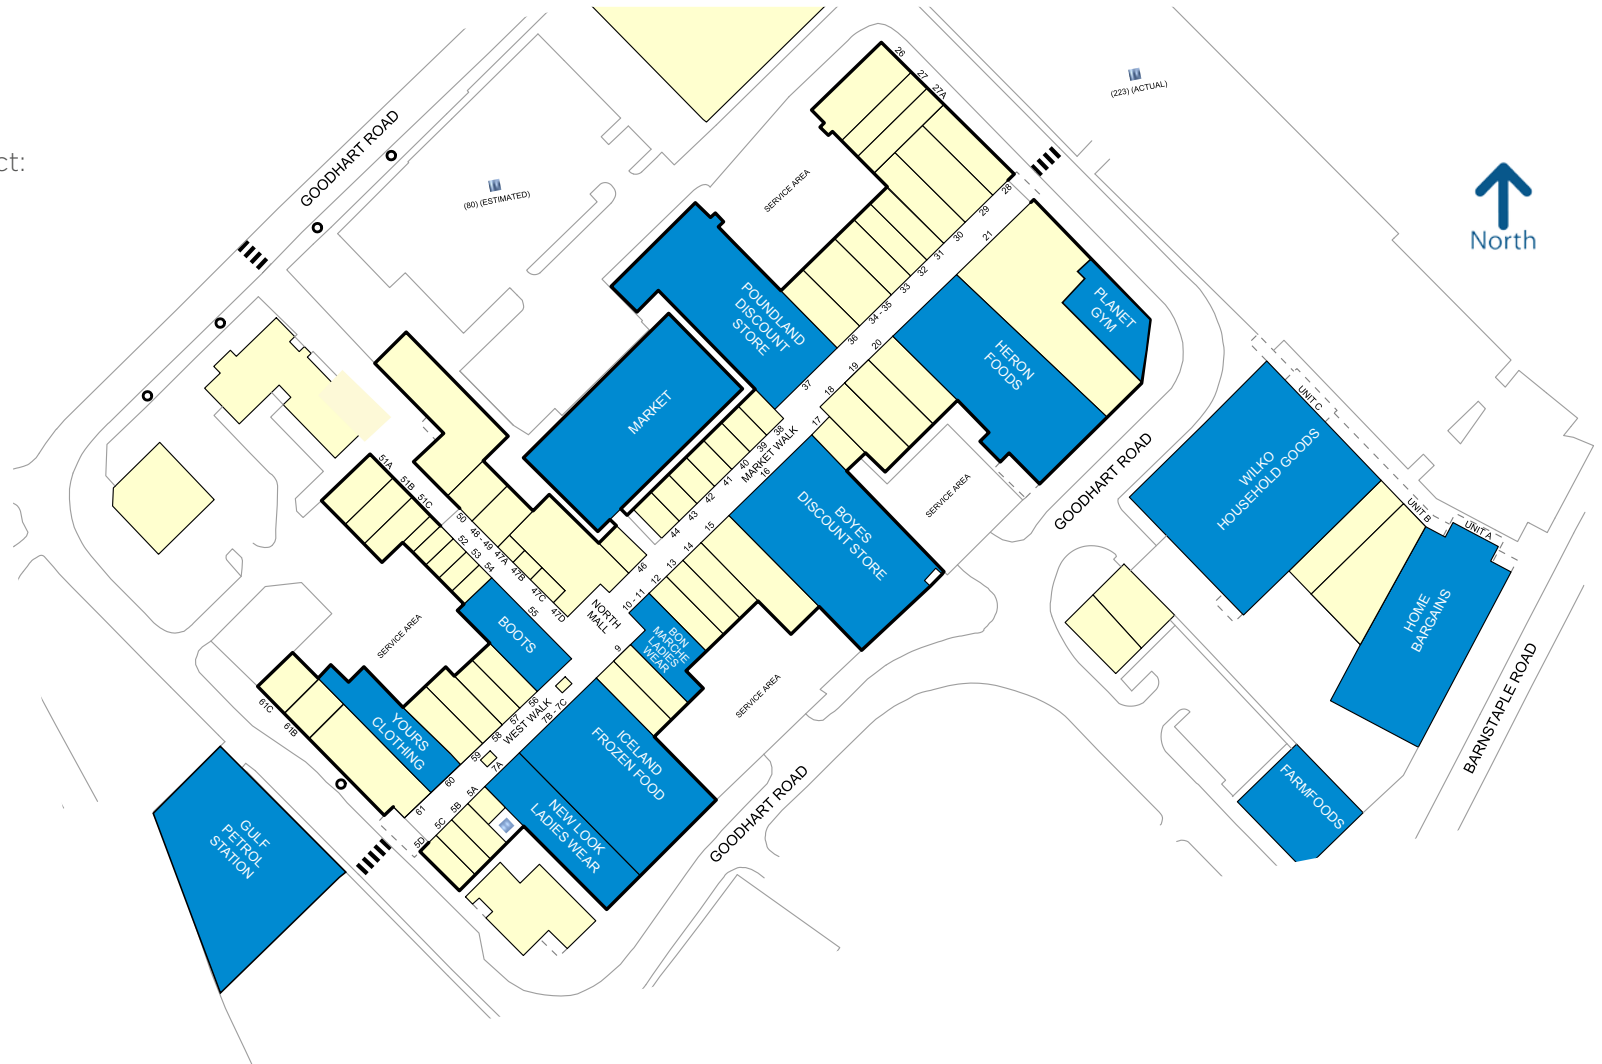 ct:
GOODHART ROAD
(80) (ESTIMATED)
(223) (ACTUAL)
North
26
27
27A
28
29
30
31
32
33
34 - 35
36
37
21
20
19
18
17
16
15
14
13
12
10 - 11
9
38
39
40
41
42
43
44
46
MARKET WALK
SERVICE AREA
POUNDLAND
DISCOUNT
STORE
MARKET
PLANET
GYM
HERON
FOODS
SERVICE AREA
GOODHART ROAD
BOYES
DISCOUNT STORE
UNIT C
UNIT B
UNIT A
WILKO
HOUSEHOLD GOODS
HOME
BARGAINS
BARNSTAPLE ROAD
FARMFOODS
51A
51B
51C
50
48 - 49
47A
47B
47C
47D
52
53
54
55
NORTH
MALL
BOOTS
SERVICE AREA
BON
MARCHE
LADIES
WEAR
SERVICE AREA
56
57
58
59
60
61
WEST WALK
7B - 7C
7A
5A
5B
5C
5D
61C
61B
YOURS
CLOTHING
ICELAND
FROZEN FOOD
NEW LOOK
LADIES WEAR
GOODHART ROAD
GULF
PETROL
STATION